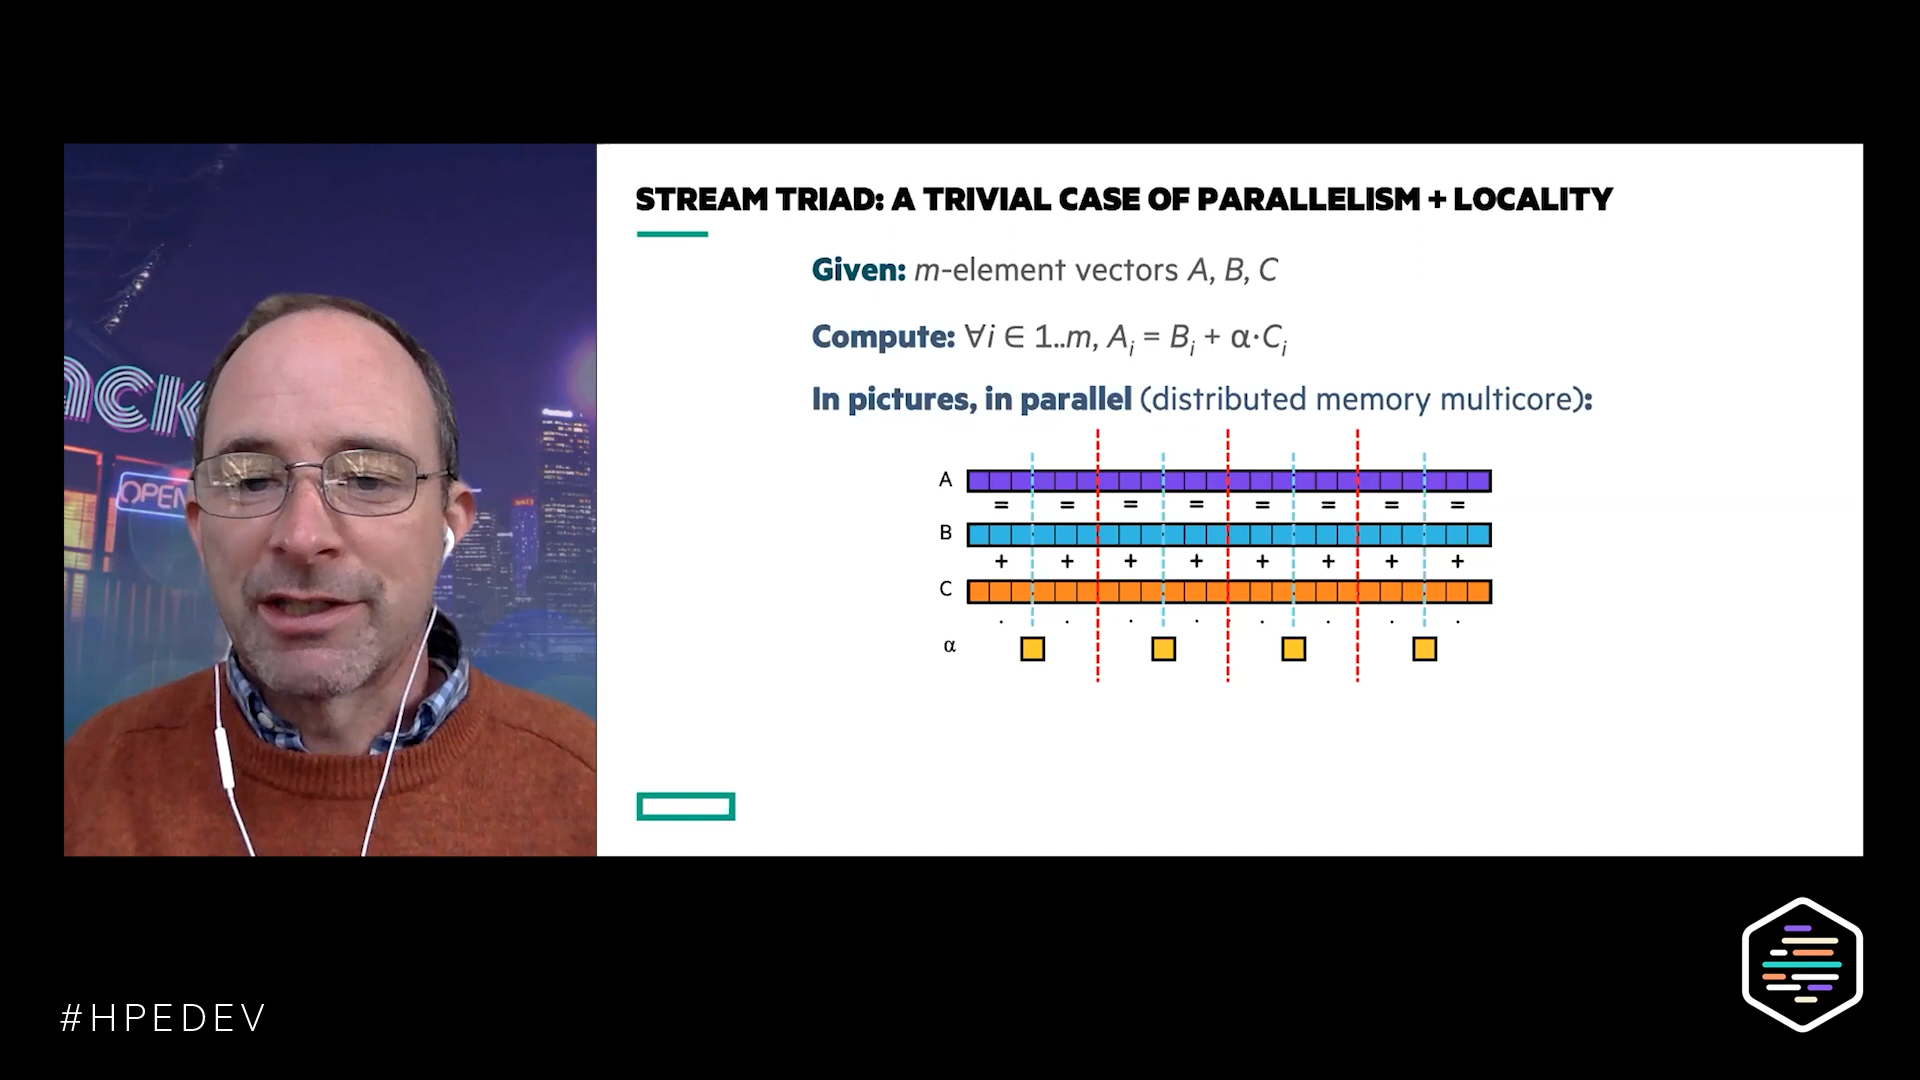 ACK
OPEN
STREAM TRIAD: A TRIVIAL CASE OF PARALLELISM + LOCALITY
Given: m-element vectors A, B, C
Compute: ∀i ∈ 1..m, Aᵢ = Bᵢ + α·Cᵢ
In pictures, in parallel (distributed memory multicore):
A
= = = = = = = =
B
+ + + + + + + +
C
· · · · · · · ·
α
#HPEDEV